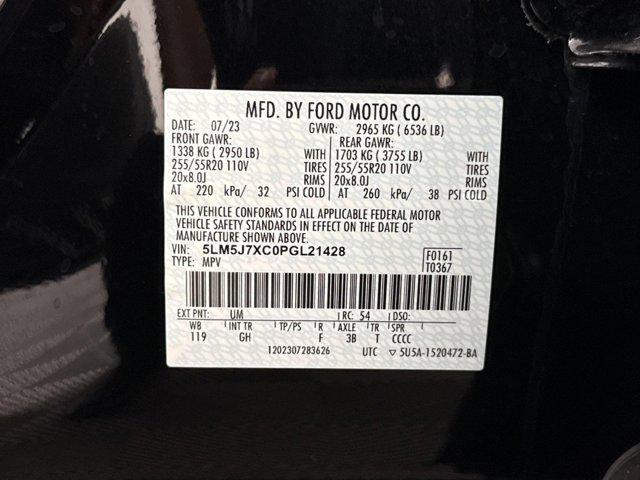 MFD. BY FORD MOTOR CO.
DATE: 07/23 GVWR: 2965 KG ( 6536 LB)
FRONT GAWR: REAR GAWR:
1338 KG ( 2950 LB) WITH 1703 KG ( 3755 LB) WITH
255/55R20 110V TIRES 255/55R20 110V TIRES
20x8.0J RIMS 20x8.0J RIMS
AT 220 kPa/ 32 PSI COLD AT 260 kPa/ 38 PSI COLD
THIS VEHICLE CONFORMS TO ALL APPLICABLE FEDERAL MOTOR
VEHICLE SAFETY STANDARDS IN EFFECT ON THE DATE OF
MANUFACTURE SHOWN ABOVE.
VIN: 5LM5J7XC0PGL21428 F0161
TYPE: MPV T0367
EXT PNT: UM RC: 54 DSO:
WB INT TR TP/PS R AXLE TR SPR
119 GH F 3B T CCCC
1202307283626 UTC ▽ 5U5A-1520472-BA